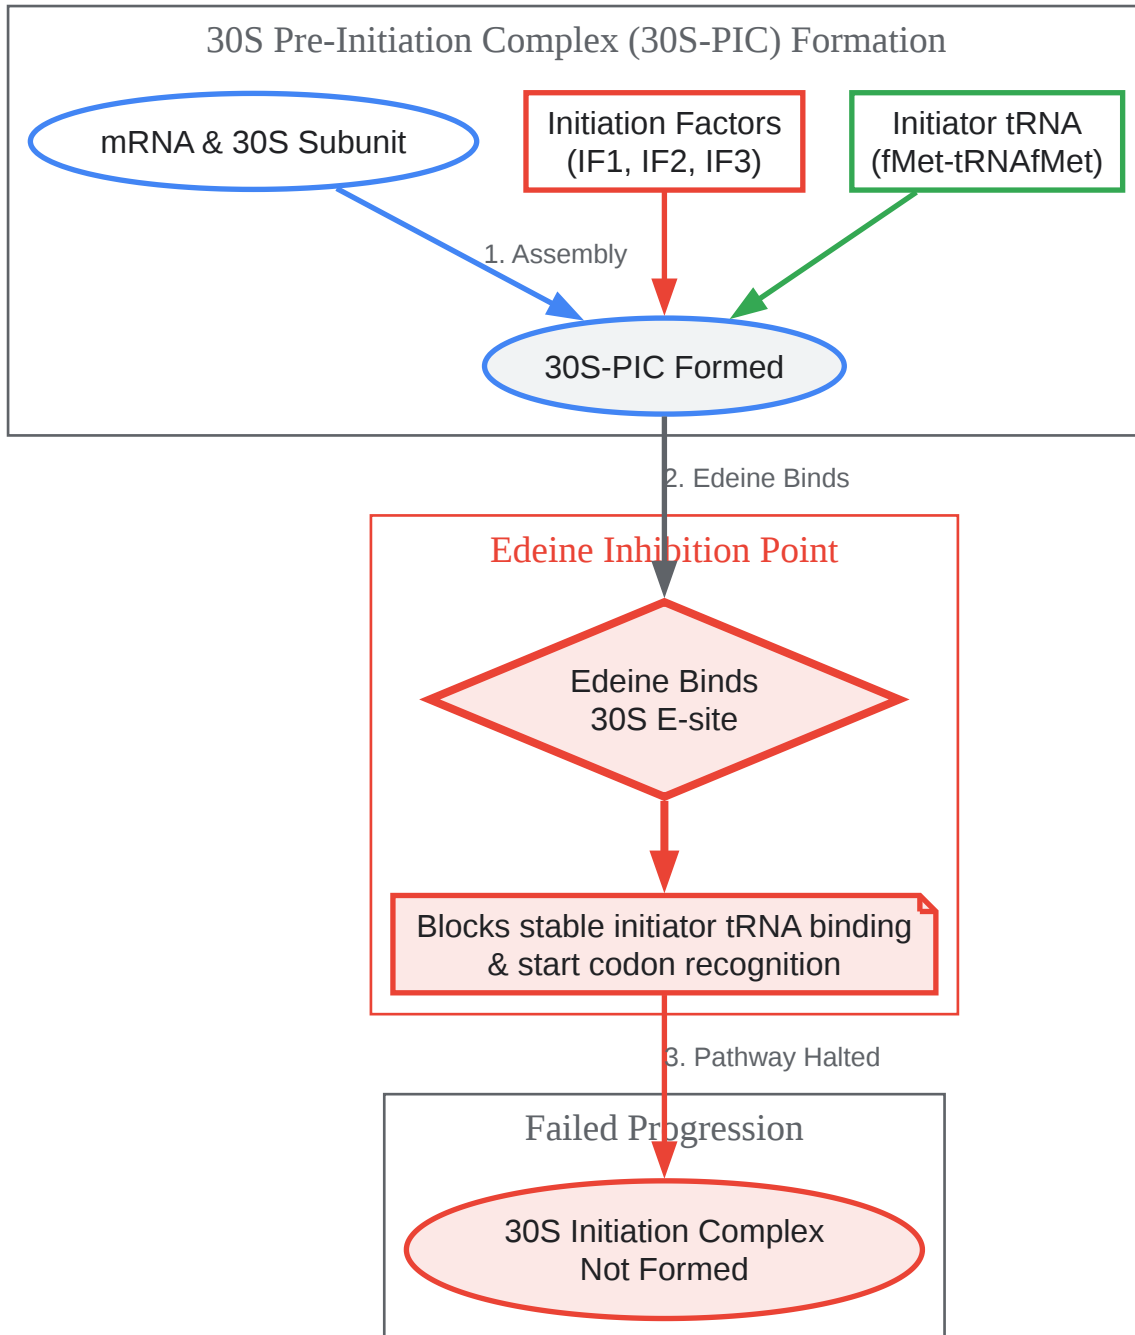 30S Pre-Initiation Complex (30S-PIC) Formation
mRNA & 30S Subunit
Initiation Factors
(IF1, IF2, IF3)
Initiator tRNA
(fMet-tRNAfMet)
1. Assembly
30S-PIC Formed
2. Edeine Binds
Edeine Inhibition Point
Edeine Binds
30S E-site
Blocks stable initiator tRNA binding
& start codon recognition
3. Pathway Halted
Failed Progression
30S Initiation Complex
Not Formed